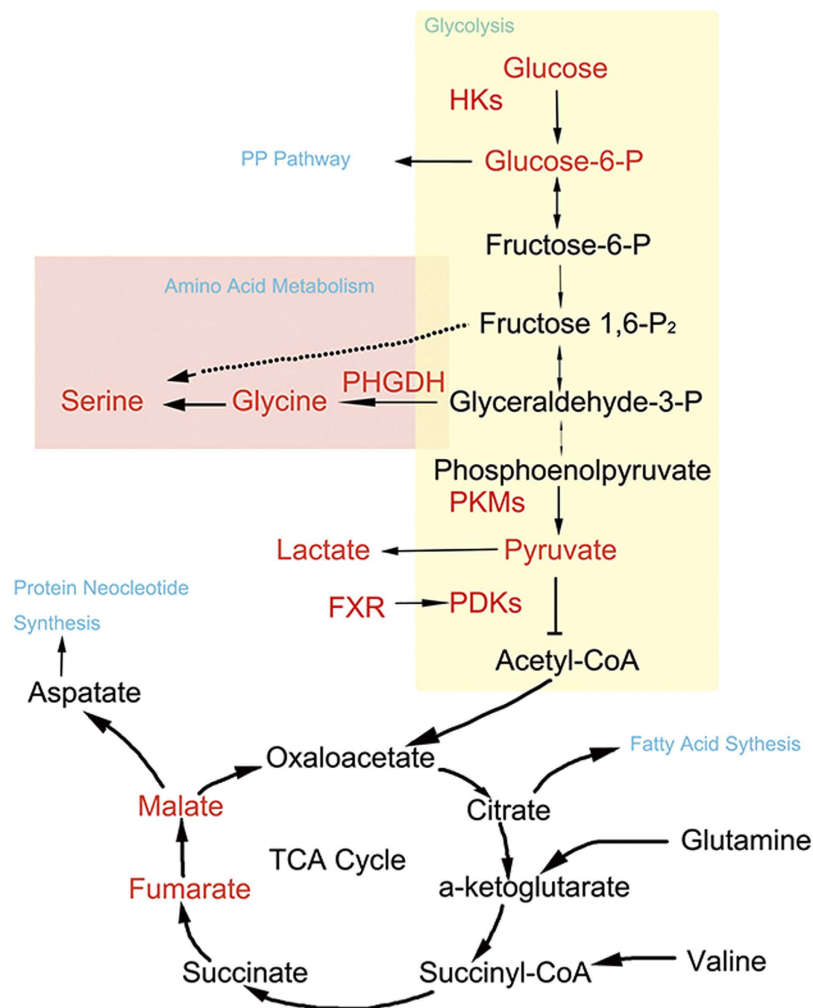 Glycolysis
Glucose
HKs
PP Pathway
Glucose-6-P
Fructose-6-P
Amino Acid Metabolism
Fructose 1,6-P₂
PHGDH
Serine
Glycine
Glyceraldehyde-3-P
Phosphoenolpyruvate
PKMs
Lactate
Pyruvate
Protein Neocleotide
Synthesis
FXR
PDKs
Acetyl-CoA
Aspatate
Oxaloacetate
Fatty Acid Sythesis
Malate
Citrate
Glutamine
TCA Cycle
Fumarate
a-ketoglutarate
Valine
Succinate
Succinyl-CoA